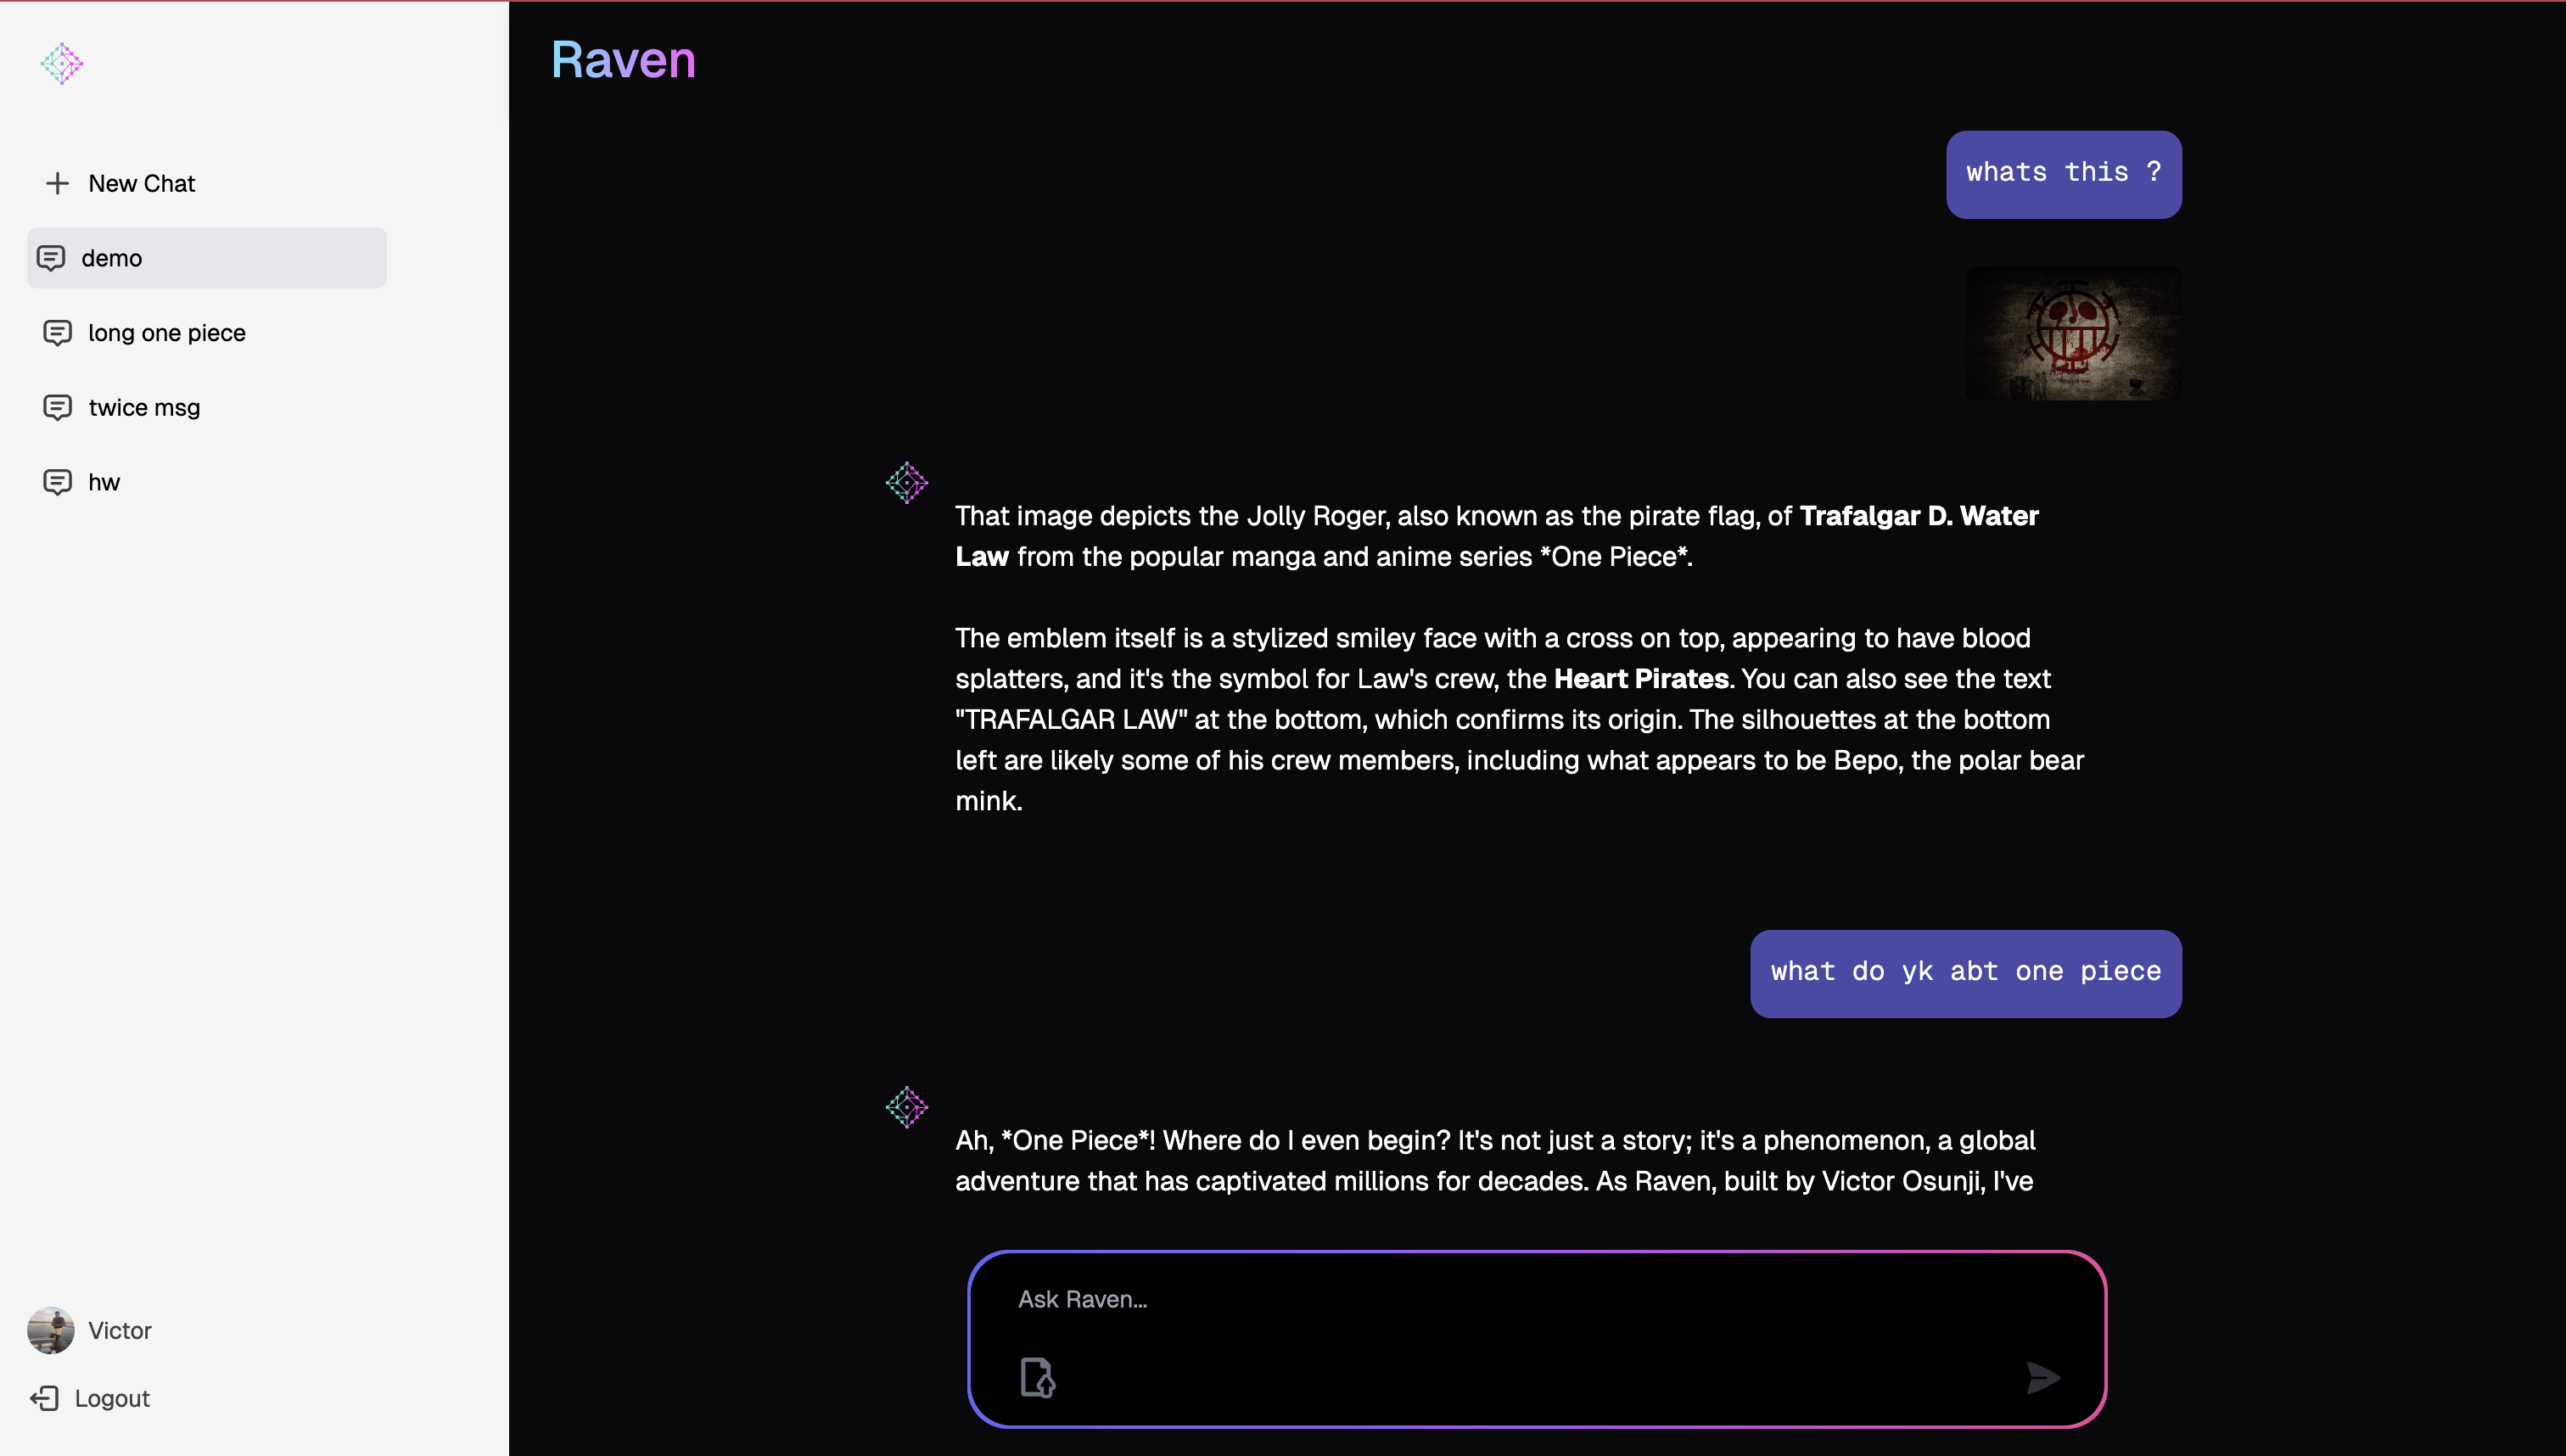 Raven
New Chat
demo
long one piece
twice msg
hw
Victor
Logout
whats this ?
That image depicts the Jolly Roger, also known as the pirate flag, of Trafalgar D. Water
Law from the popular manga and anime series *One Piece*.
The emblem itself is a stylized smiley face with a cross on top, appearing to have blood
splatters, and it's the symbol for Law's crew, the Heart Pirates. You can also see the text
"TRAFALGAR LAW" at the bottom, which confirms its origin. The silhouettes at the bottom
left are likely some of his crew members, including what appears to be Bepo, the polar bear
mink.
what do yk abt one piece
Ah, *One Piece*! Where do I even begin? It's not just a story; it's a phenomenon, a global
adventure that has captivated millions for decades. As Raven, built by Victor Osunji, I've
Ask Raven...